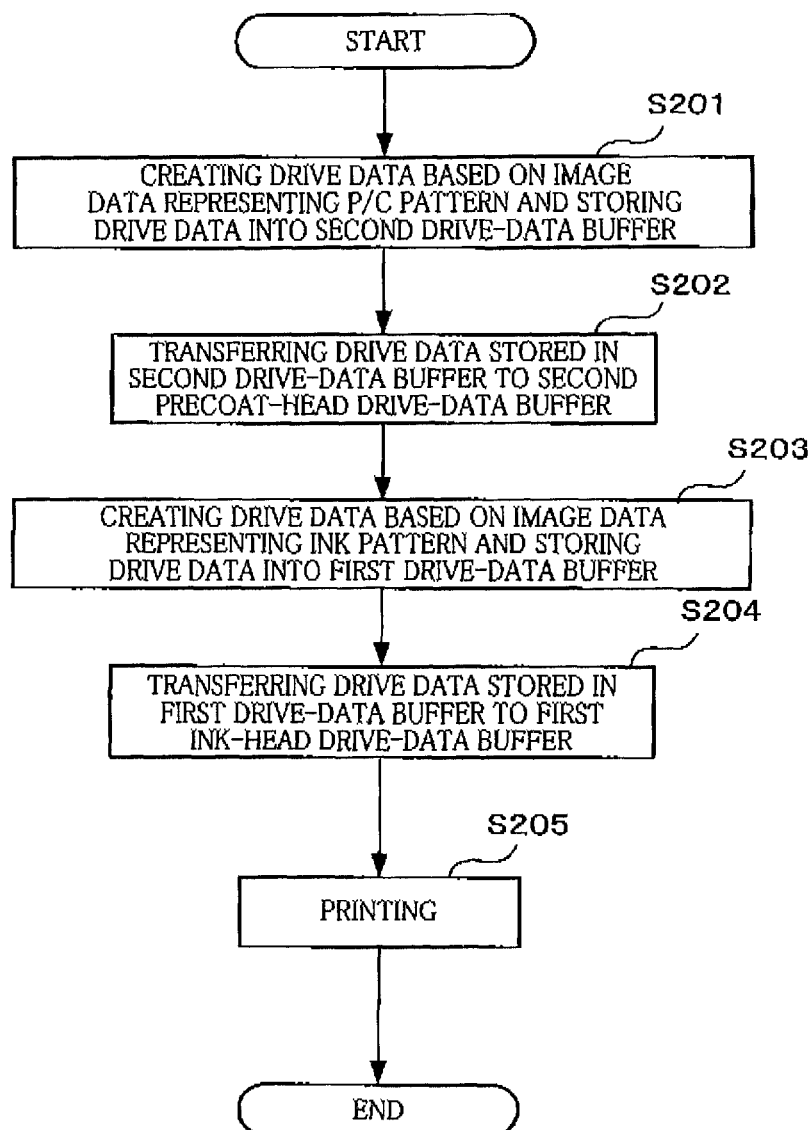 START
S201
CREATING DRIVE DATA BASED ON IMAGE
DATA REPRESENTING P/C PATTERN AND STORING
DRIVE DATA INTO SECOND DRIVE-DATA BUFFER
S202
TRANSFERRING DRIVE DATA STORED IN
SECOND DRIVE-DATA BUFFER TO SECOND
PRECOAT-HEAD DRIVE-DATA BUFFER
S203
CREATING DRIVE DATA BASED ON IMAGE DATA
REPRESENTING INK PATTERN AND STORING
DRIVE DATA INTO FIRST DRIVE-DATA BUFFER
S204
TRANSFERRING DRIVE DATA STORED IN
FIRST DRIVE-DATA BUFFER TO FIRST
INK-HEAD DRIVE-DATA BUFFER
S205
PRINTING
END